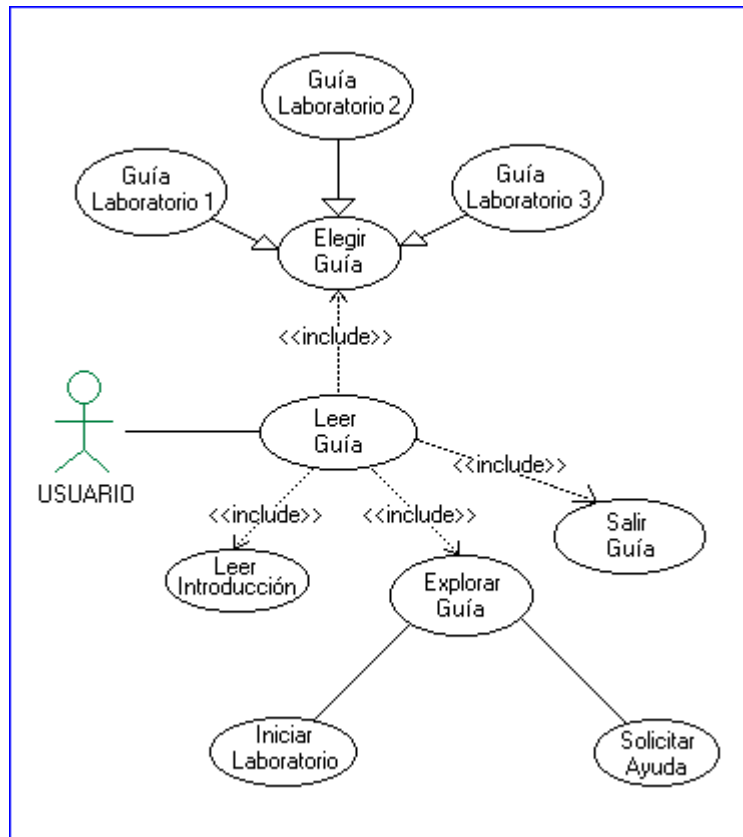 Guía
Laboratorio 2
Guía
Laboratorio 1
Guía
Laboratorio 3
Elegir
Guía
<<include>>
Leer
Guía
USUARIO
<<include>>
<<include>>
<<include>>
Salir
Guía
Leer
Introducción
Explorar
Guía
Iniciar
Laboratorio
Solicitar
Ayuda